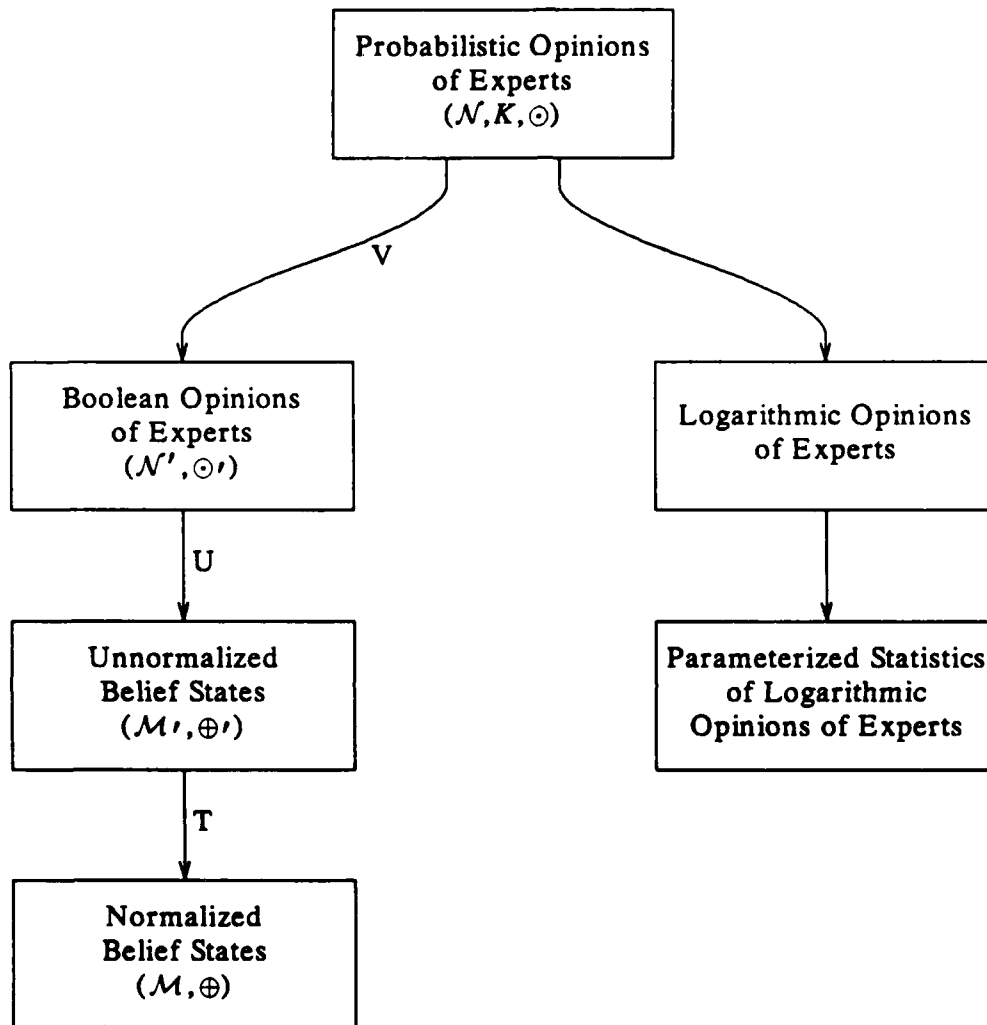 Probabilistic Opinions
of Experts
(𝒩, K, ⊙)
V
Boolean Opinions
of Experts
(𝒩′, ⊙′)
Logarithmic Opinions
of Experts
U
Unnormalized
Belief States
(ℳ′, ⊕′)
Parameterized Statistics
of Logarithmic
Opinions of Experts
T
Normalized
Belief States
(ℳ, ⊕)